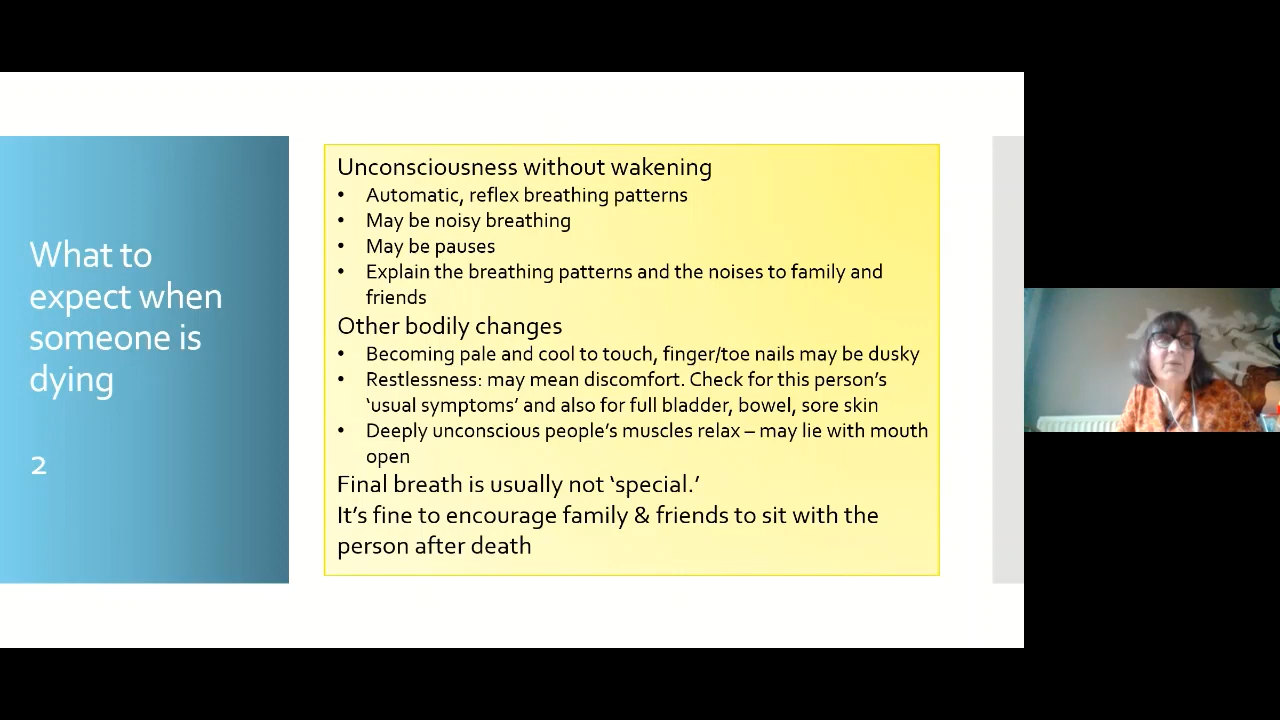 What to
expect when
someone is
dying
2
Unconsciousness without wakening
• Automatic, reflex breathing patterns
• May be noisy breathing
• May be pauses
• Explain the breathing patterns and the noises to family and
friends
Other bodily changes
• Becoming pale and cool to touch, finger/toe nails may be dusky
• Restlessness: may mean discomfort. Check for this person’s
‘usual symptoms’ and also for full bladder, bowel, sore skin
• Deeply unconscious people’s muscles relax – may lie with mouth
open
Final breath is usually not ‘special.’
It’s fine to encourage family & friends to sit with the
person after death